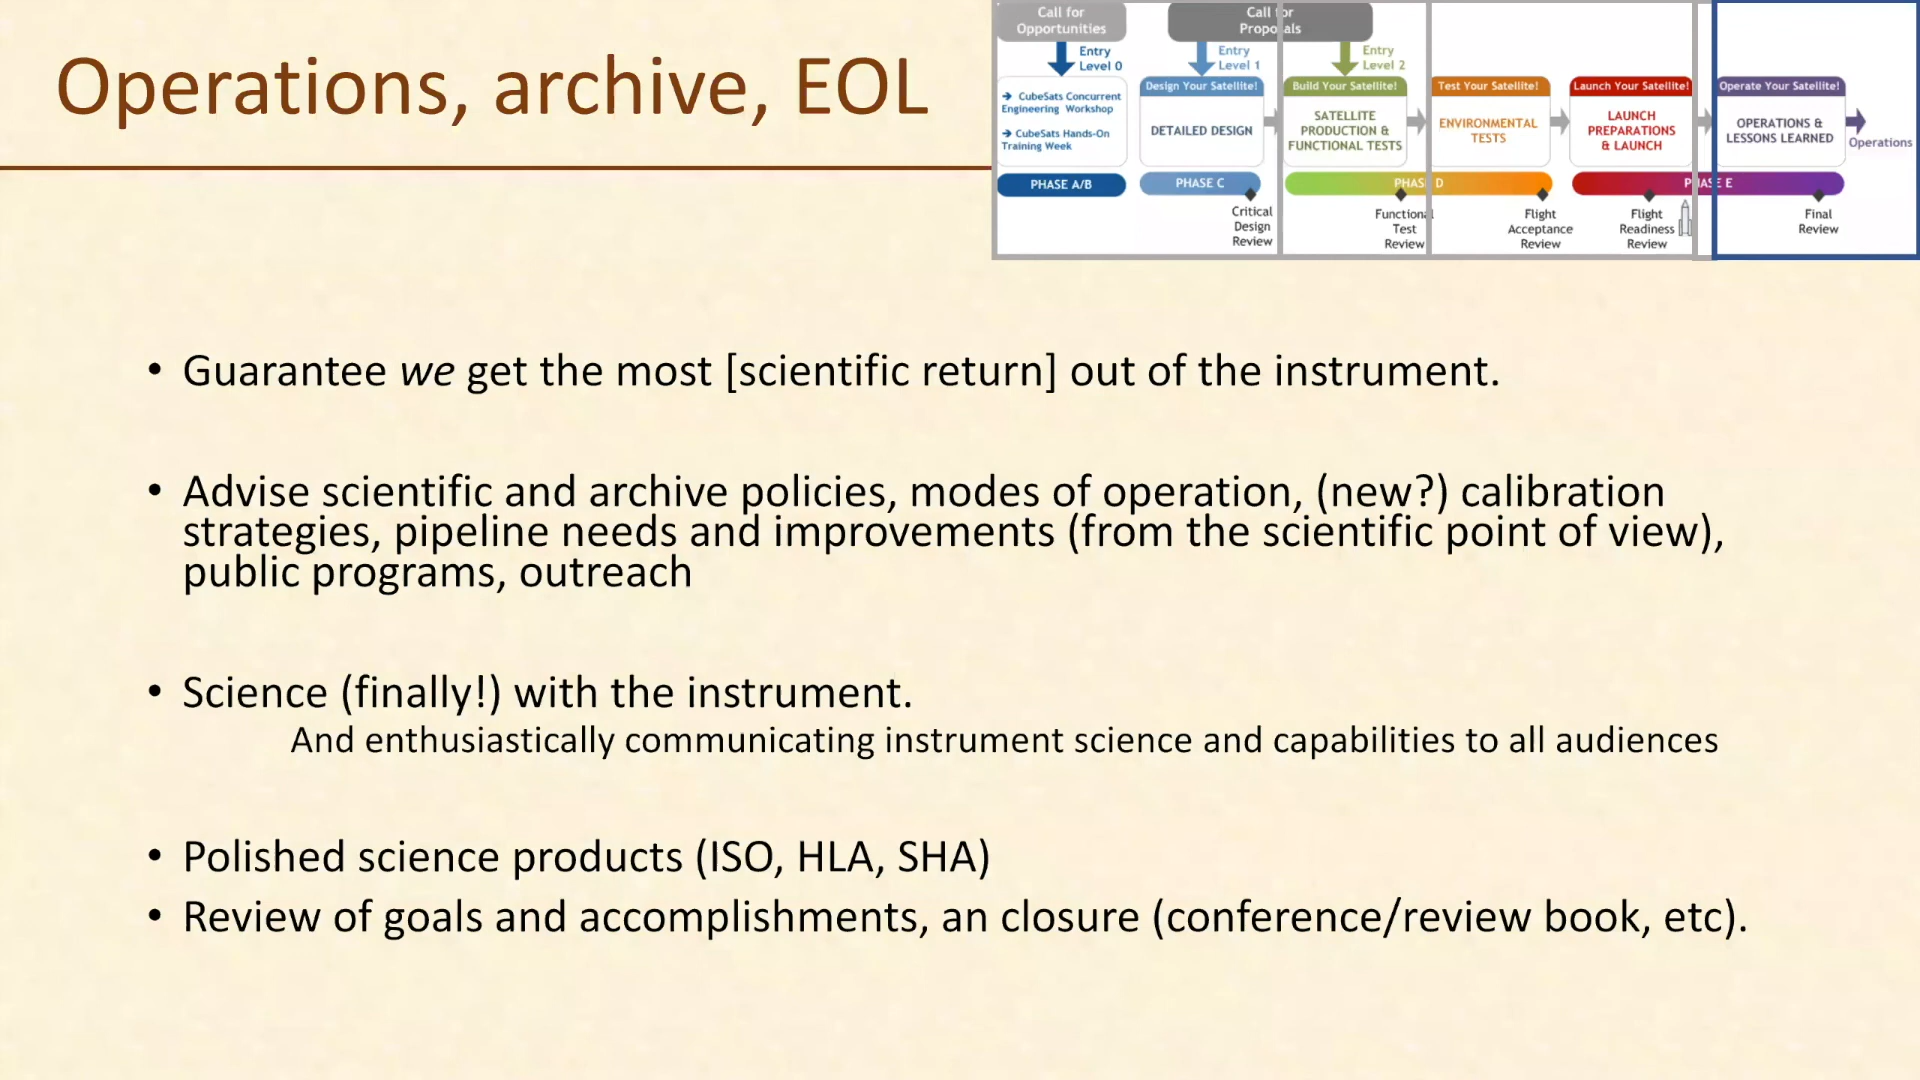 Operations, archive, EOL
Call for
Opportunities
Call for
Proposals
Entry
Level 0
Entry
Level 1
Entry
Level 2
➔ CubeSats Concurrent
Engineering Workshop
➔ CubeSats Hands-On
Training Week
Design Your Satellite!
DETAILED DESIGN
Build Your Satellite!
SATELLITE
PRODUCTION &
FUNCTIONAL TESTS
Test Your Satellite!
ENVIRONMENTAL
TESTS
Launch Your Satellite!
LAUNCH
PREPARATIONS
& LAUNCH
Operate Your Satellite!
OPERATIONS &
LESSONS LEARNED
Operations
PHASE A/B
PHASE C
PHASE D
PHASE E
Critical
Design
Review
Functional
Test
Review
Flight
Acceptance
Review
Flight
Readiness
Review
Final
Review
• Guarantee we get the most [scientific return] out of the instrument.
• Advise scientific and archive policies, modes of operation, (new?) calibration
strategies, pipeline needs and improvements (from the scientific point of view),
public programs, outreach
• Science (finally!) with the instrument.
And enthusiastically communicating instrument science and capabilities to all audiences
• Polished science products (ISO, HLA, SHA)
• Review of goals and accomplishments, an closure (conference/review book, etc).